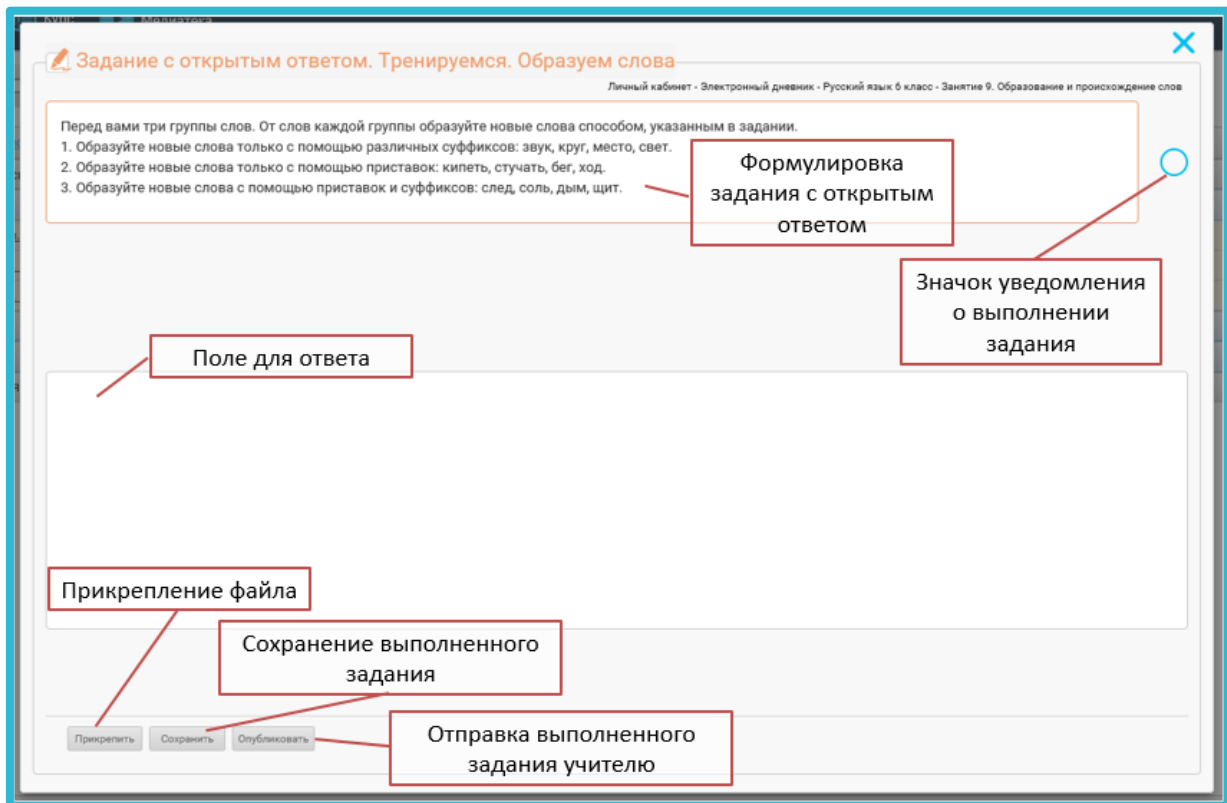 Медиатека
Задание с открытым ответом. Тренируемся. Образуем слова
Личный кабинет - Электронный дневник - Русский язык 6 класс - Занятие 9. Образование и происхождение слов
Перед вами три группы слов. От слов каждой группы образуйте новые слова способом, указанным в задании.
1. Образуйте новые слова только с помощью различных суффиксов: звук, круг, место, свет.
2. Образуйте новые слова только с помощью приставок: кипеть, стучать, бег, ход.
3. Образуйте новые слова с помощью приставок и суффиксов: след, соль, дым, щит.
Формулировка
задания с открытым
ответом
Значок уведомления
о выполнении
задания
Поле для ответа
Прикрепление файла
Сохранение выполненного
задания
Прикрепить
Сохранить
Опубликовать
Отправка выполненного
задания учителю